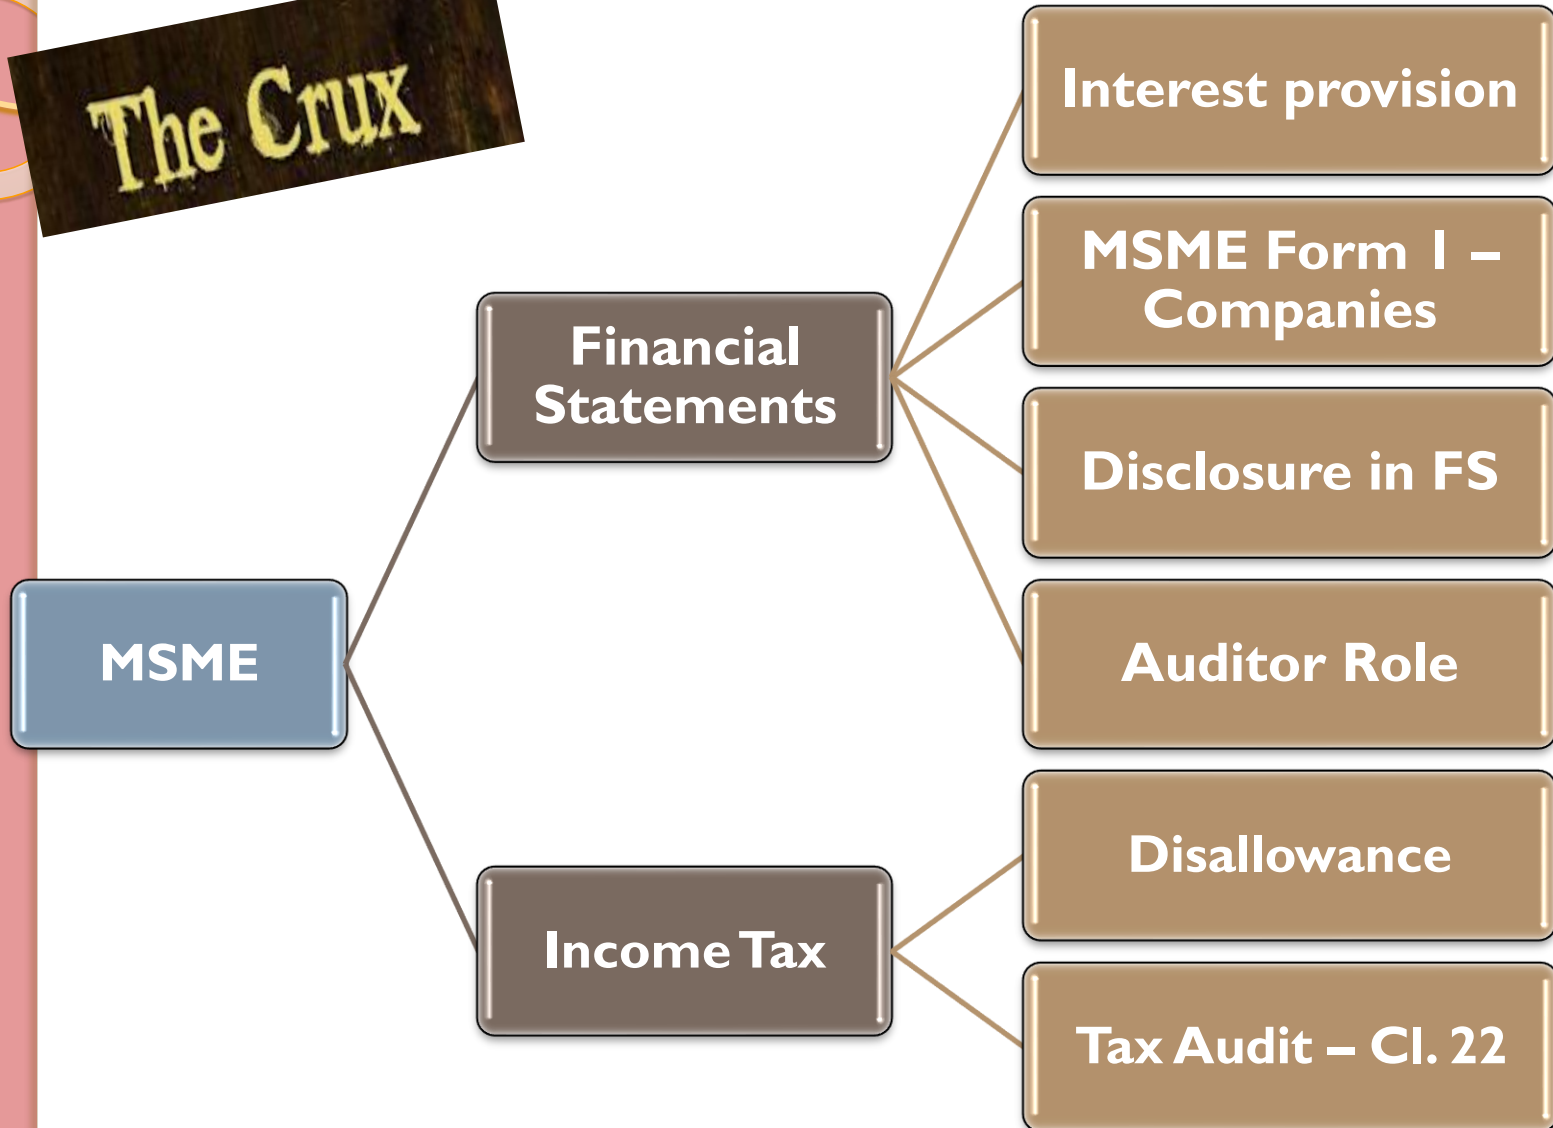 The Crux
MSME
Financial
Statements
Income Tax
Interest provision
MSME Form 1 –
Companies
Disclosure in FS
Auditor Role
Disallowance
Tax Audit – Cl. 22